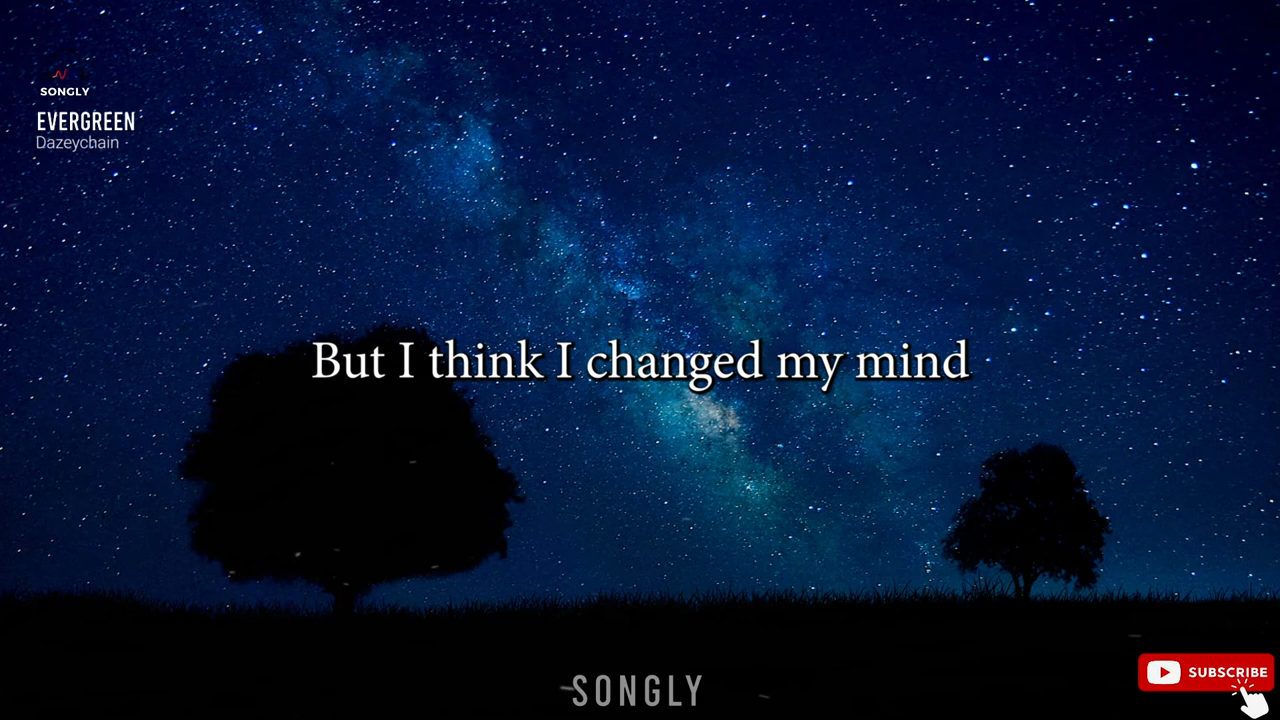 SONGLY
EVERGREEN
Dazeychain
But I think I changed my mind
SUBSCRIBE
SONGLY